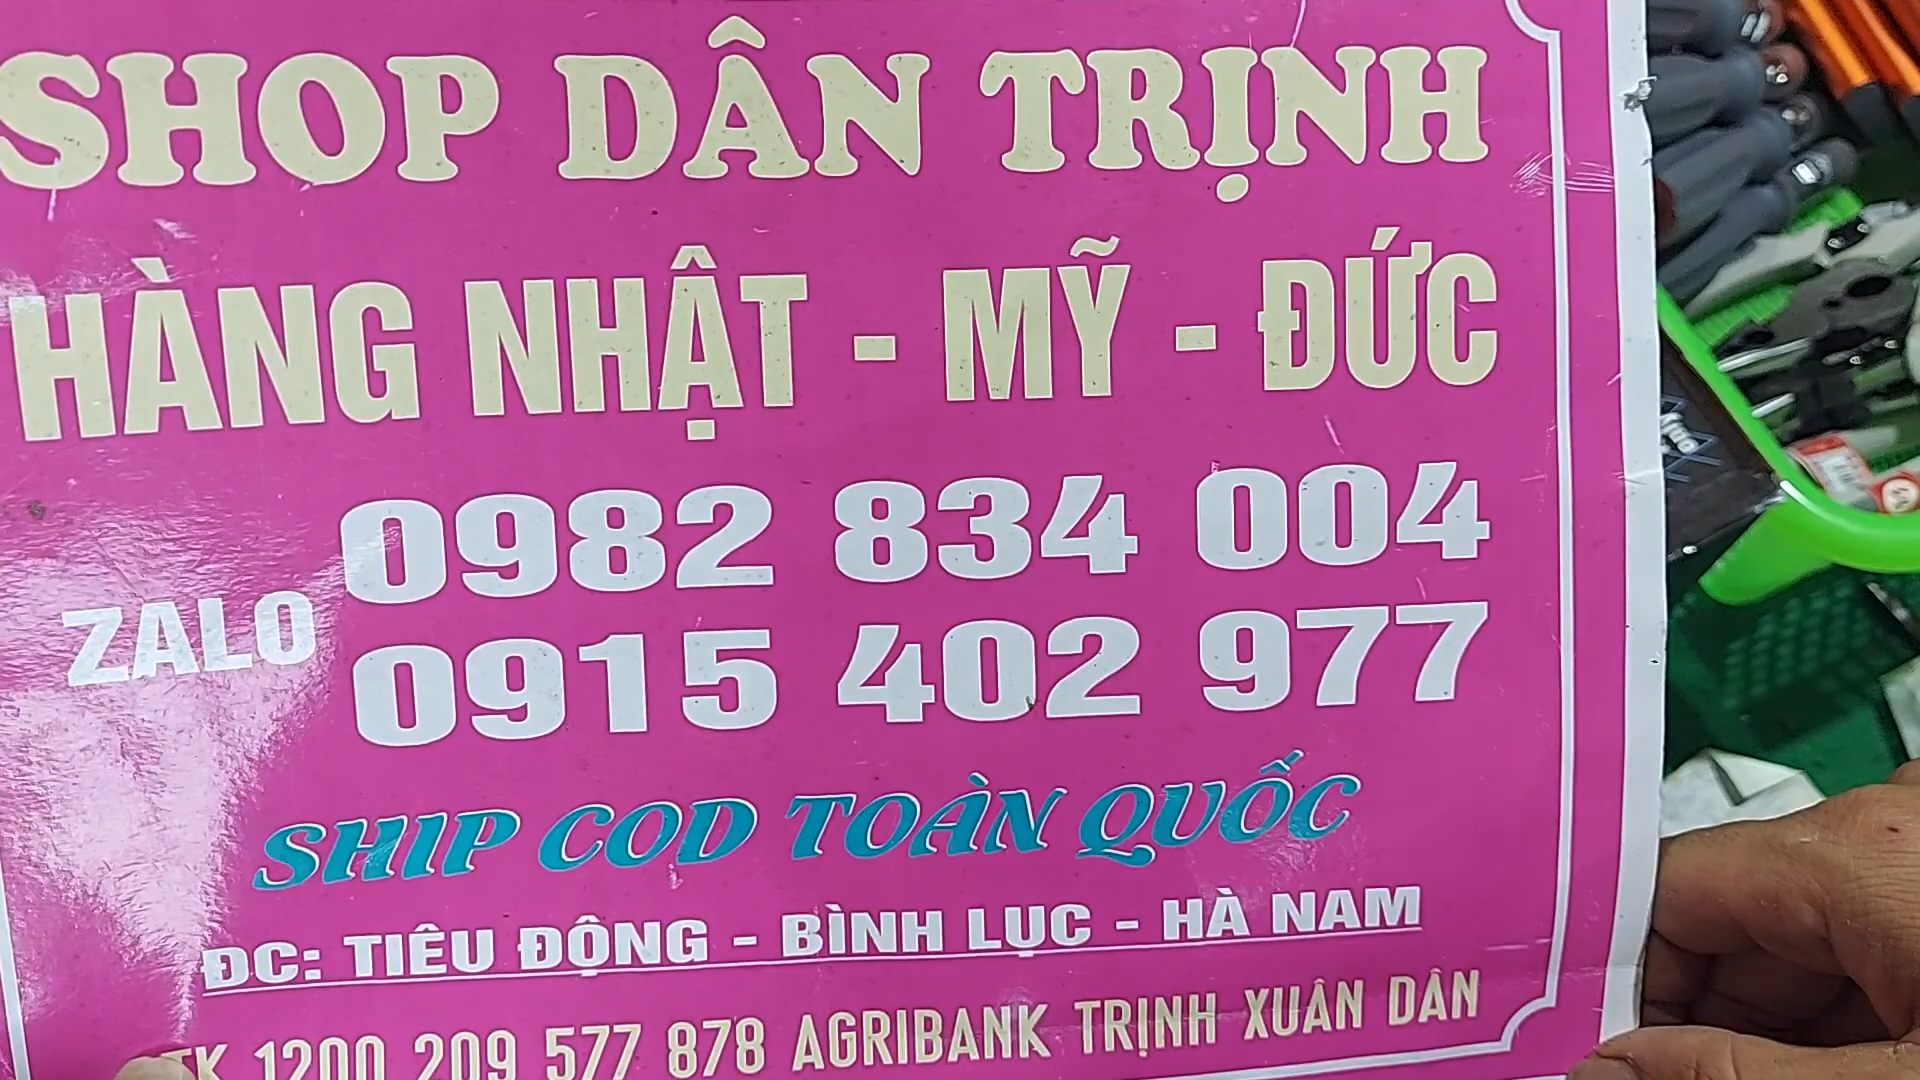 SHOP DÂN TRỊNH
HÀNG NHẬT - MỸ - ĐỨC
0982 834 004
ZALO
0915 402 977
SHIP COD TOÀN QUỐC
ĐC: TIÊU ĐỘNG - BÌNH LỤC - HÀ NAM
TK 1200 209 577 878 AGRIBANK TRỊNH XUÂN DÂN